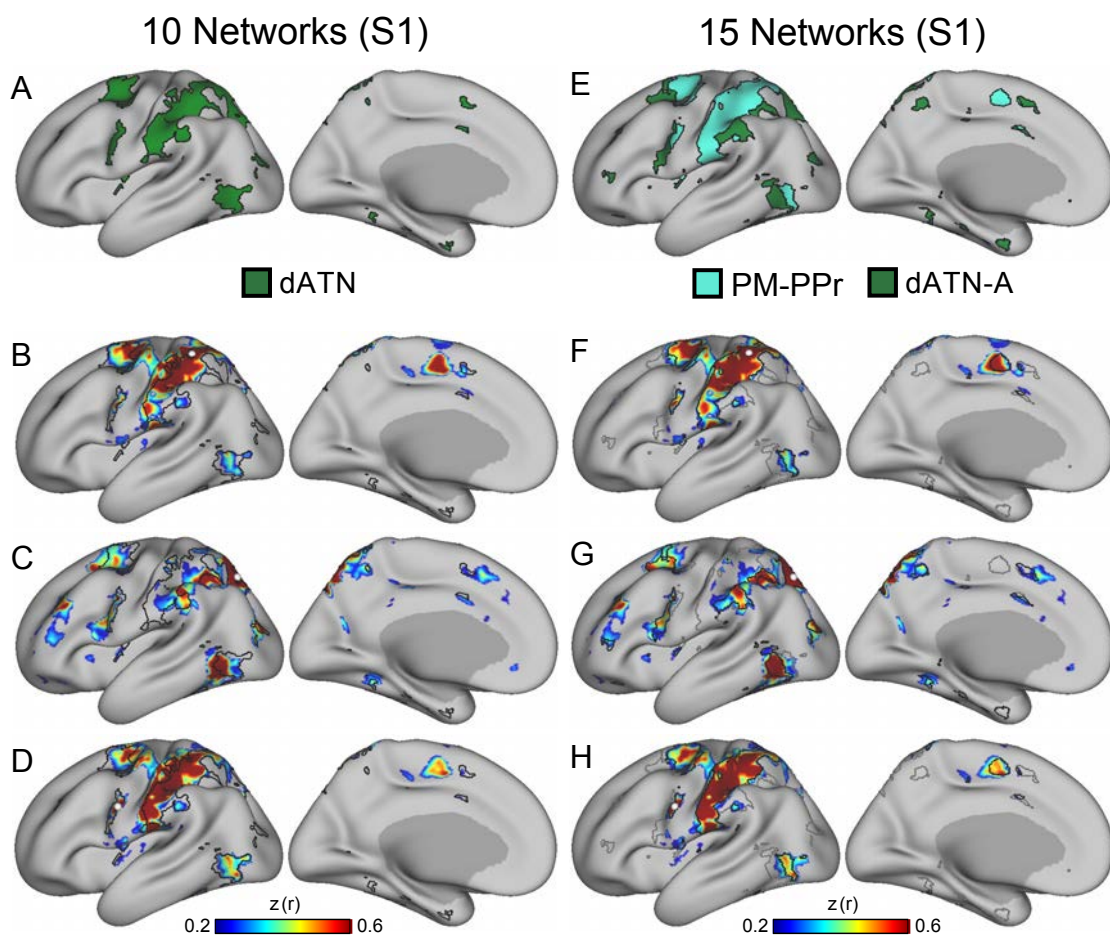 10 Networks (S1)
15 Networks (S1)
A
E
dATN
PM-PPr
dATN-A
B
F
C
G
D
H
z(r)
0.2
0.6
z(r)
0.2
0.6